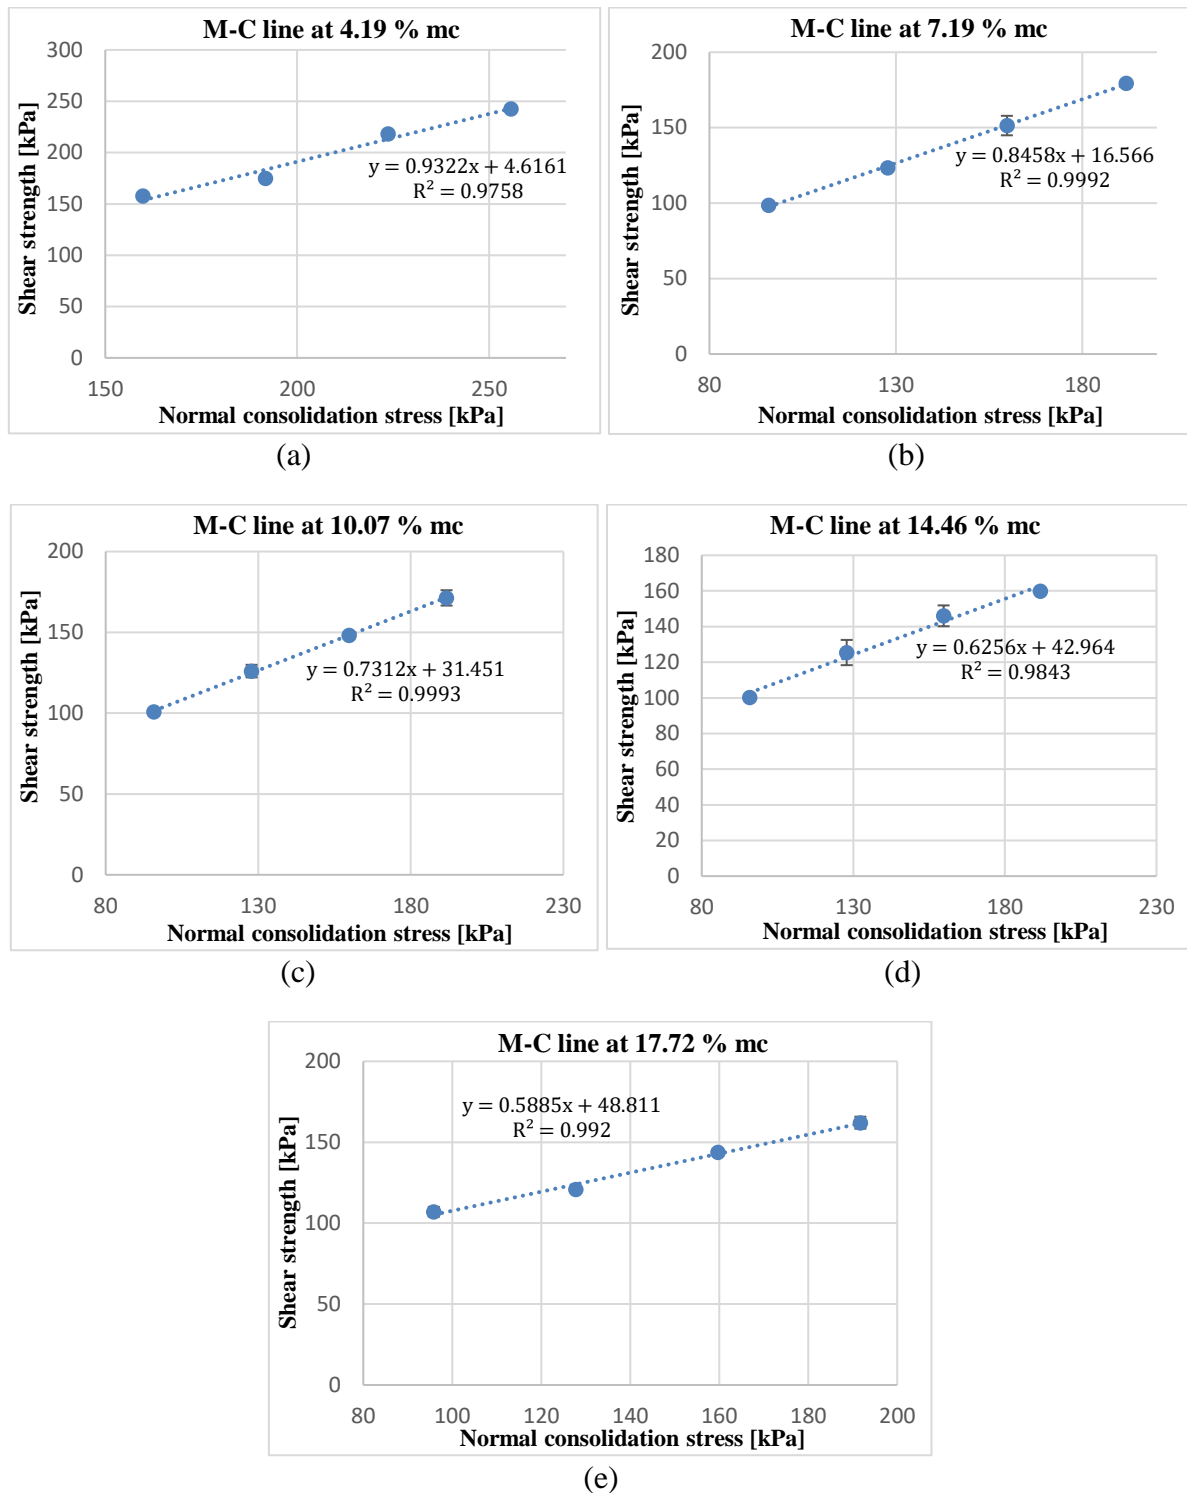 M-C line at 4.19 % mc
Shear strength [kPa]
300
250
200
150
100
50
0
y = 0.9322x + 4.6161
R² = 0.9758
150 200 250
Normal consolidation stress [kPa]
(a)
M-C line at 7.19 % mc
Shear strength [kPa]
200
150
100
50
0
y = 0.8458x + 16.566
R² = 0.9992
80 130 180
Normal consolidation stress [kPa]
(b)
M-C line at 10.07 % mc
Shear strength [kPa]
200
150
100
50
0
y = 0.7312x + 31.451
R² = 0.9993
80 130 180 230
Normal consolidation stress [kPa]
(c)
M-C line at 14.46 % mc
Shear strength [kPa]
180
160
140
120
100
80
60
40
20
0
y = 0.6256x + 42.964
R² = 0.9843
80 130 180 230
Normal consolidation stress [kPa]
(d)
M-C line at 17.72 % mc
Shear strength [kPa]
200
150
100
50
0
y = 0.5885x + 48.811
R² = 0.992
80 100 120 140 160 180 200
Normal consolidation stress [kPa]
(e)